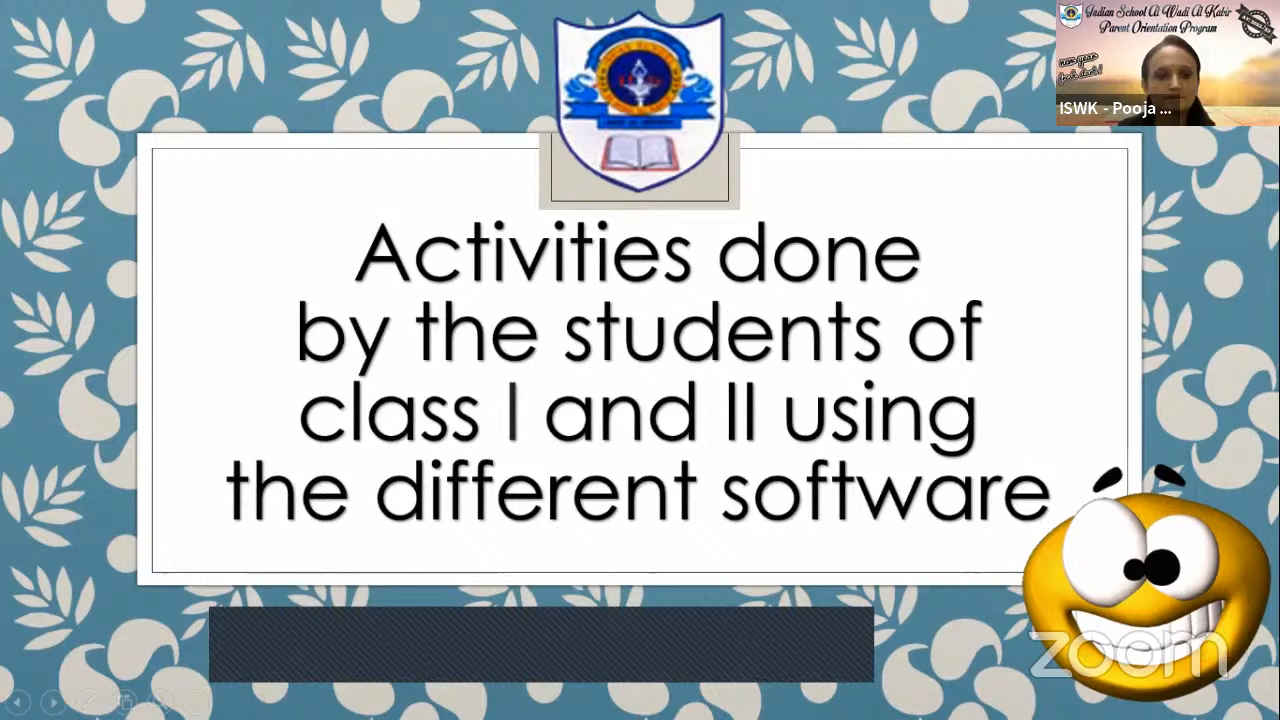 Indian School Al Wadi Al Kabir
Parent Orientation Program
ISWK - Pooja ...
Activities done
by the students of
class I and II using
the different software
zoom